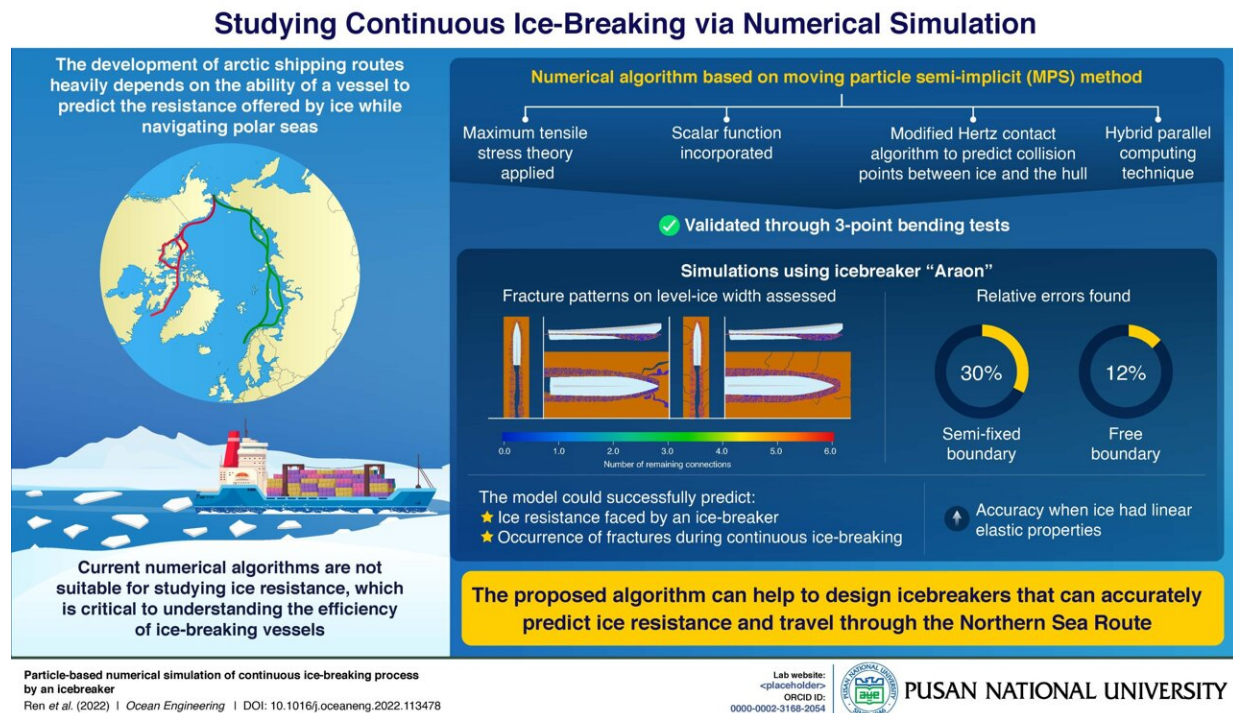 Studying Continuous Ice-Breaking via Numerical Simulation
The development of arctic shipping routes
heavily depends on the ability of a vessel to
predict the resistance offered by ice while
navigating polar seas
Current numerical algorithms are not
suitable for studying ice resistance, which
is critical to understanding the efficiency
of ice-breaking vessels
Numerical algorithm based on moving particle semi-implicit (MPS) method
Maximum tensile
stress theory
applied
Scalar function
incorporated
Modified Hertz contact
algorithm to predict collision
points between ice and the hull
Hybrid parallel
computing
technique
Validated through 3-point bending tests
Simulations using icebreaker “Araon”
Fracture patterns on level-ice width assessed
0.0 1.0 2.0 3.0 4.0 5.0 6.0
Number of remaining connections
Relative errors found
30%
Semi-fixed
boundary
12%
Free
boundary
The model could successfully predict:
Ice resistance faced by an ice-breaker
Occurrence of fractures during continuous ice-breaking
Accuracy when ice had linear
elastic properties
The proposed algorithm can help to design icebreakers that can accurately
predict ice resistance and travel through the Northern Sea Route
Particle-based numerical simulation of continuous ice-breaking process
by an icebreaker
Ren et al. (2022) | Ocean Engineering | DOI: 10.1016/j.oceaneng.2022.113478
Lab website:
<placeholder>
ORCID ID:
0000-0002-3168-2054
PUSAN NATIONAL UNIVERSITY